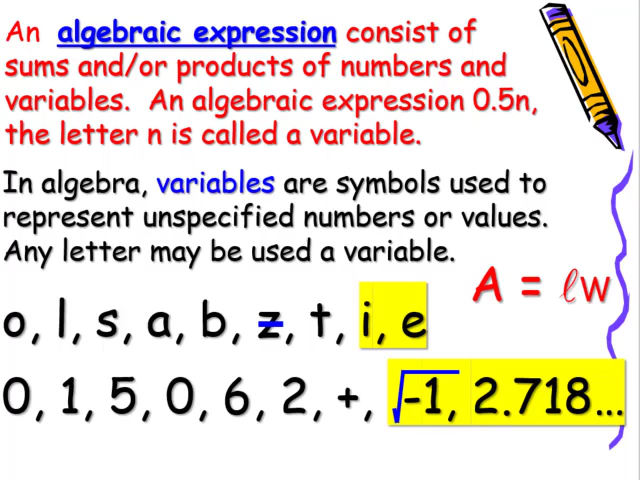 An algebraic expression consist of
sums and/or products of numbers and
variables. An algebraic expression 0.5n,
the letter n is called a variable.
In algebra, variables are symbols used to
represent unspecified numbers or values.
Any letter may be used a variable.
A = ℓw
o, l, s, a, b, z, t, i, e
0, 1, 5, 0, 6, 2, +, √-1, 2.718…